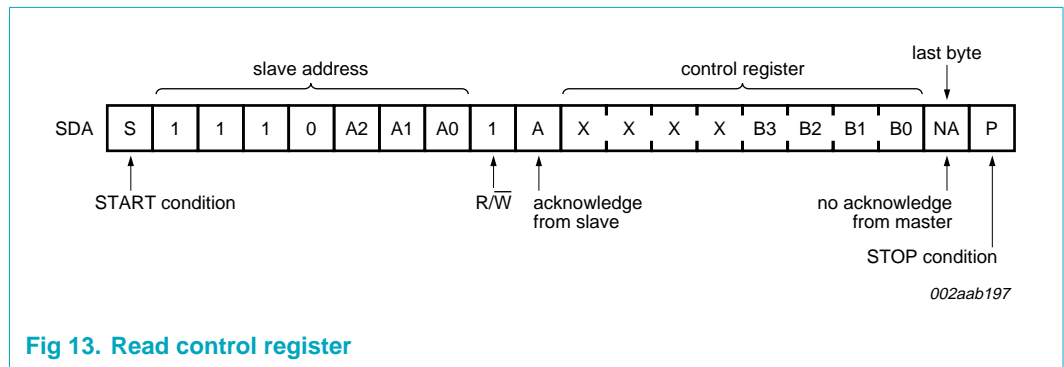 last byte
slave address control register
SDA S 1 1 1 0 A2 A1 A0 1 A X X X X B3 B2 B1 B0 NA P
START condition R/W̅ acknowledge from slave no acknowledge from master
STOP condition
002aab197
Fig 13. Read control register